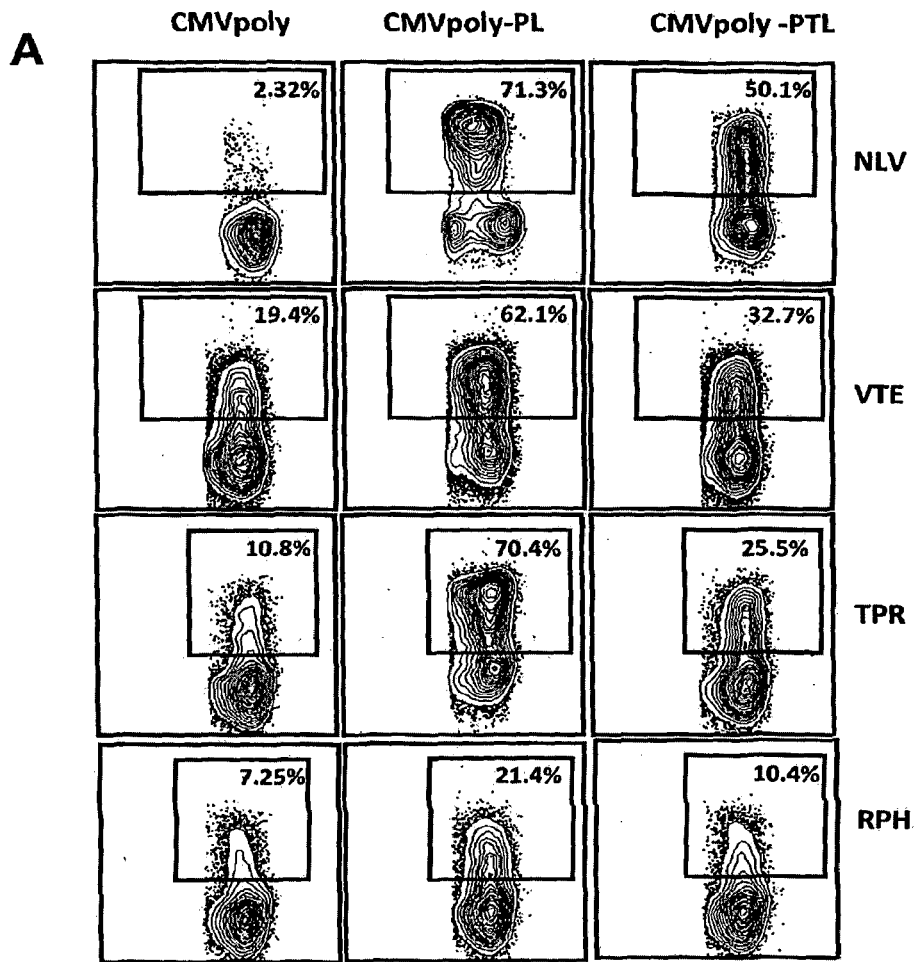 A
CMVpoly CMVpoly-PL CMVpoly -PTL
2.32% 71.3% 50.1% NLV
19.4% 62.1% 32.7% VTE
10.8% 70.4% 25.5% TPR
7.25% 21.4% 10.4% RPH